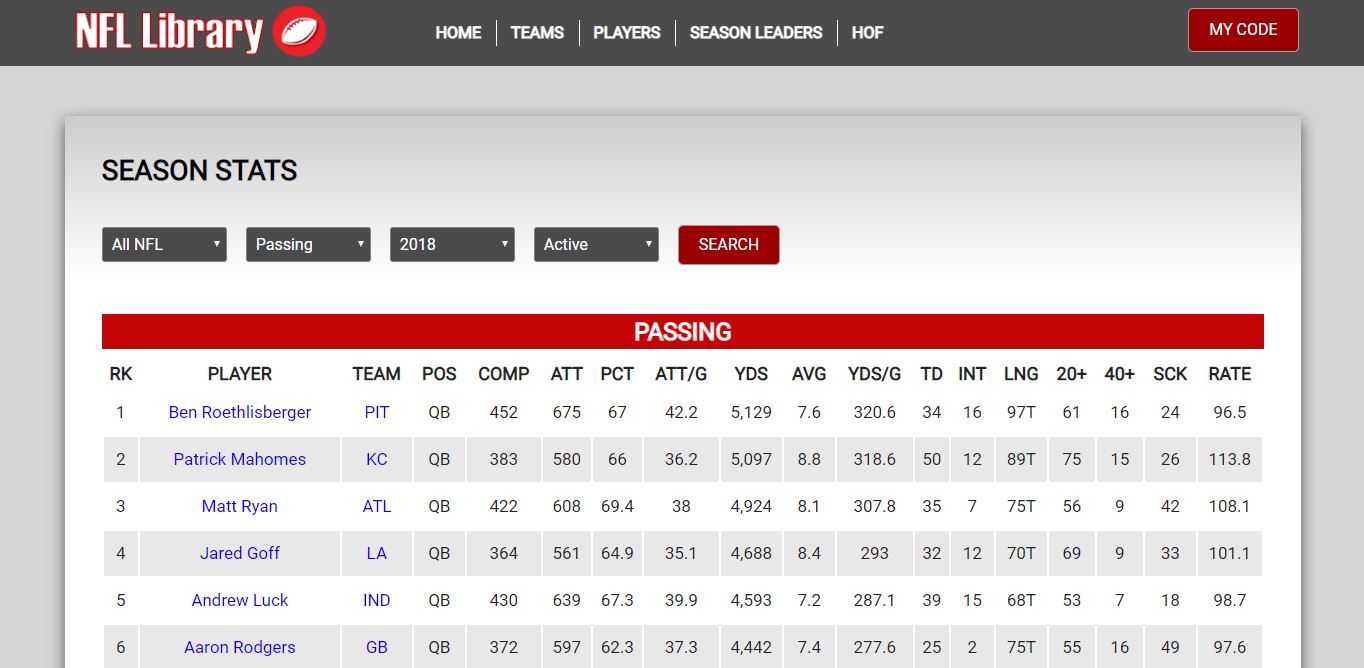 NFL Library
HOME TEAMS PLAYERS SEASON LEADERS HOF
MY CODE
SEASON STATS
All NFL Passing 2018 Active SEARCH
PASSING
RK PLAYER TEAM POS COMP ATT PCT ATT/G YDS AVG YDS/G TD INT LNG 20+ 40+ SCK RATE
1 Ben Roethlisberger PIT QB 452 675 67 42.2 5,129 7.6 320.6 34 16 97T 61 16 24 96.5
2 Patrick Mahomes KC QB 383 580 66 36.2 5,097 8.8 318.6 50 12 89T 75 15 26 113.8
3 Matt Ryan ATL QB 422 608 69.4 38 4,924 8.1 307.8 35 7 75T 56 9 42 108.1
4 Jared Goff LA QB 364 561 64.9 35.1 4,688 8.4 293 32 12 70T 69 9 33 101.1
5 Andrew Luck IND QB 430 639 67.3 39.9 4,593 7.2 287.1 39 15 68T 53 7 18 98.7
6 Aaron Rodgers GB QB 372 597 62.3 37.3 4,442 7.4 277.6 25 2 75T 55 16 49 97.6